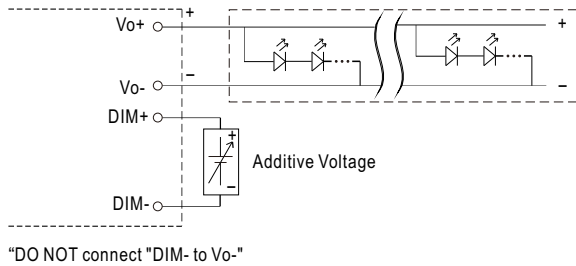 Vo+
+
+
Vo-
−
−
DIM+
+
Additive Voltage
−
DIM-
“DO NOT connect "DIM- to Vo-"